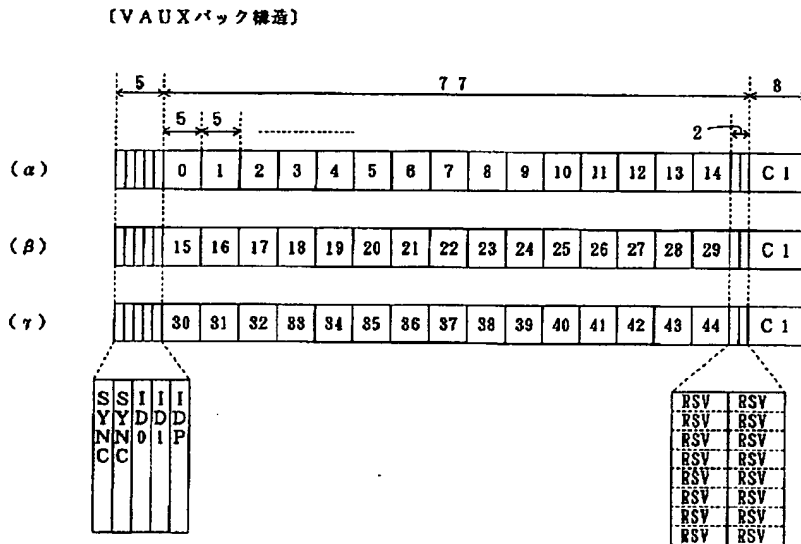 〔VAUXパック構造〕
5 77 8
5 5 2
(α) 0 1 2 3 4 5 6 7 8 9 10 11 12 13 14 C1
(β) 15 16 17 18 19 20 21 22 23 24 25 26 27 28 29 C1
(γ) 30 31 32 33 34 35 36 37 38 39 40 41 42 43 44 C1
SYNC SYNC ID0 ID1 IDP
RSV RSV
RSV RSV
RSV RSV
RSV RSV
RSV RSV
RSV RSV
RSV RSV
RSV RSV